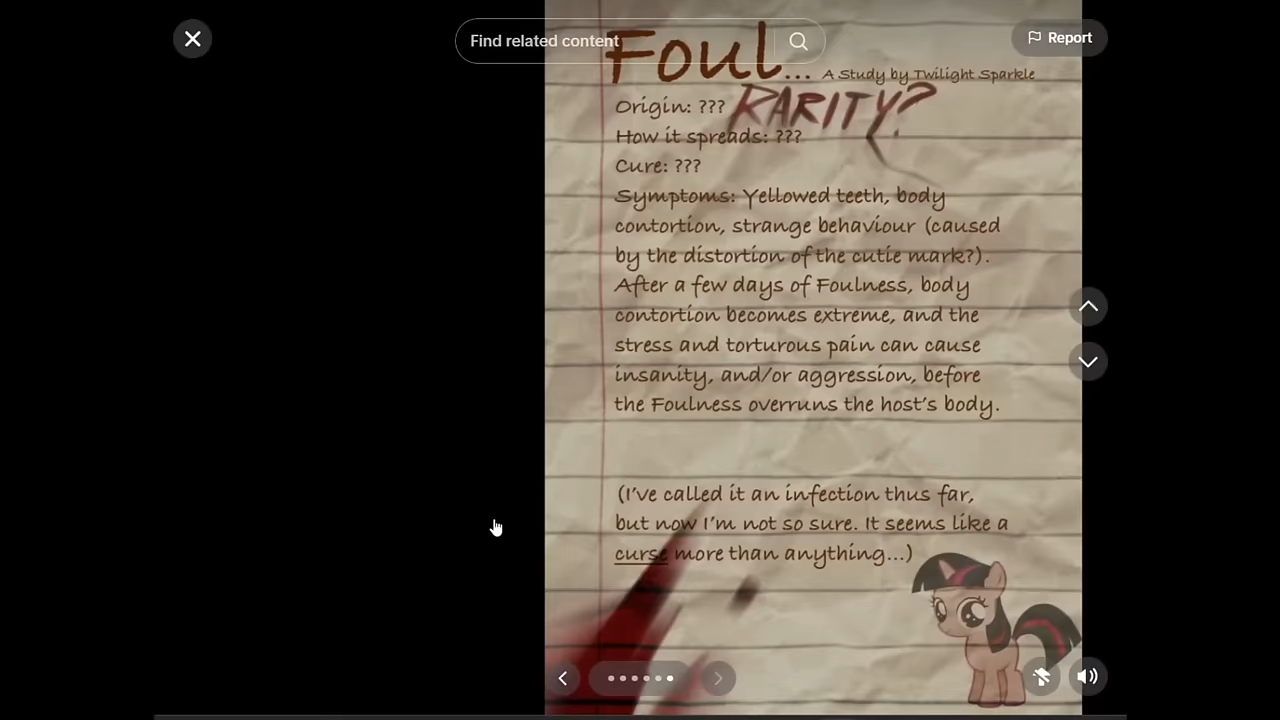 Find related content
Report
Foul... A Study by Twilight Sparkle
Origin: ??? RARITY?
How it spreads: ???
Cure: ???
Symptoms: Yellowed teeth, body
contortion, strange behaviour (caused
by the distortion of the cutie mark?).
After a few days of Foulness, body
contortion becomes extreme, and the
stress and torturous pain can cause
insanity, and/or aggression, before
the Foulness overruns the host's body.
(I've called it an infection thus far,
but now I'm not so sure. It seems like a
curse more than anything...)